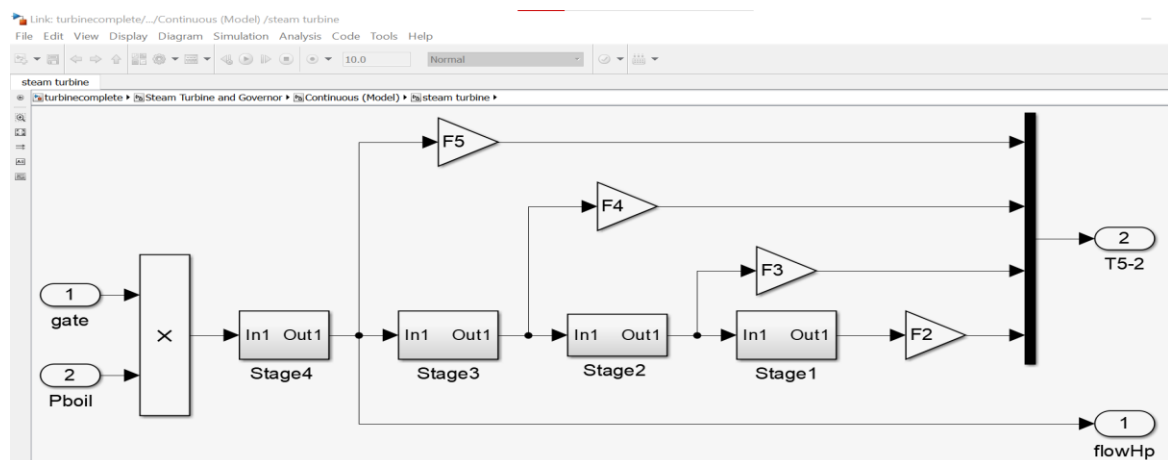 Link: turbinecomplete/.../Continuous (Model) /steam turbine
File Edit View Display Diagram Simulation Analysis Code Tools Help
10.0 Normal
steam turbine
turbinecomplete Steam Turbine and Governor Continuous (Model) steam turbine
F5
F4
2
T5-2
F3
1
gate
×
In1 Out1
In1 Out1
In1 Out1
In1 Out1
F2
Stage4
Stage3
Stage2
Stage1
2
Pboil
1
flowHp